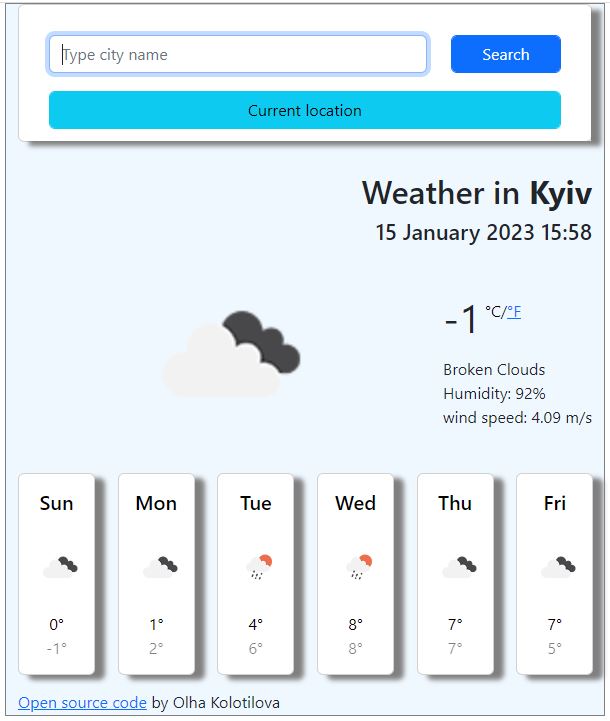 Type city name
Search
Current location
Weather in Kyiv
15 January 2023 15:58
-1 °C/°F
Broken Clouds
Humidity: 92%
wind speed: 4.09 m/s
Sun Mon Tue Wed Thu Fri
0° 1° 4° 8° 7° 7°
-1° 2° 6° 8° 7° 5°
Open source code by Olha Kolotilova